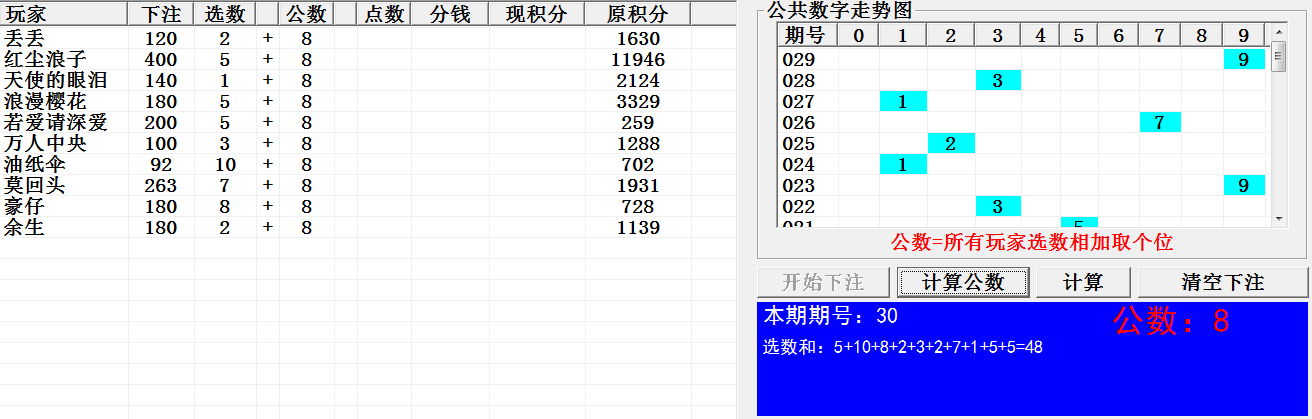 玩家 下注 选数 公数 点数 分钱 现积分 原积分
丢丢 120 2 + 8 1630
红尘浪子 400 5 + 8 11946
天使的眼泪 140 1 + 8 2124
浪漫樱花 180 5 + 8 3329
若爱请深爱 200 5 + 8 259
万人中央 100 3 + 8 1288
油纸伞 92 10 + 8 702
莫回头 263 7 + 8 1931
豪仔 180 8 + 8 728
余生 180 2 + 8 1139
公共数字走势图
期号 0 1 2 3 4 5 6 7 8 9
029 9
028 3
027 1
026 7
025 2
024 1
023 9
022 3
021 5
公数=所有玩家选数相加取个位
开始下注 计算公数 计算 清空下注
本期期号：30 公数：8
选数和：5+10+8+2+3+2+7+1+5+5=48